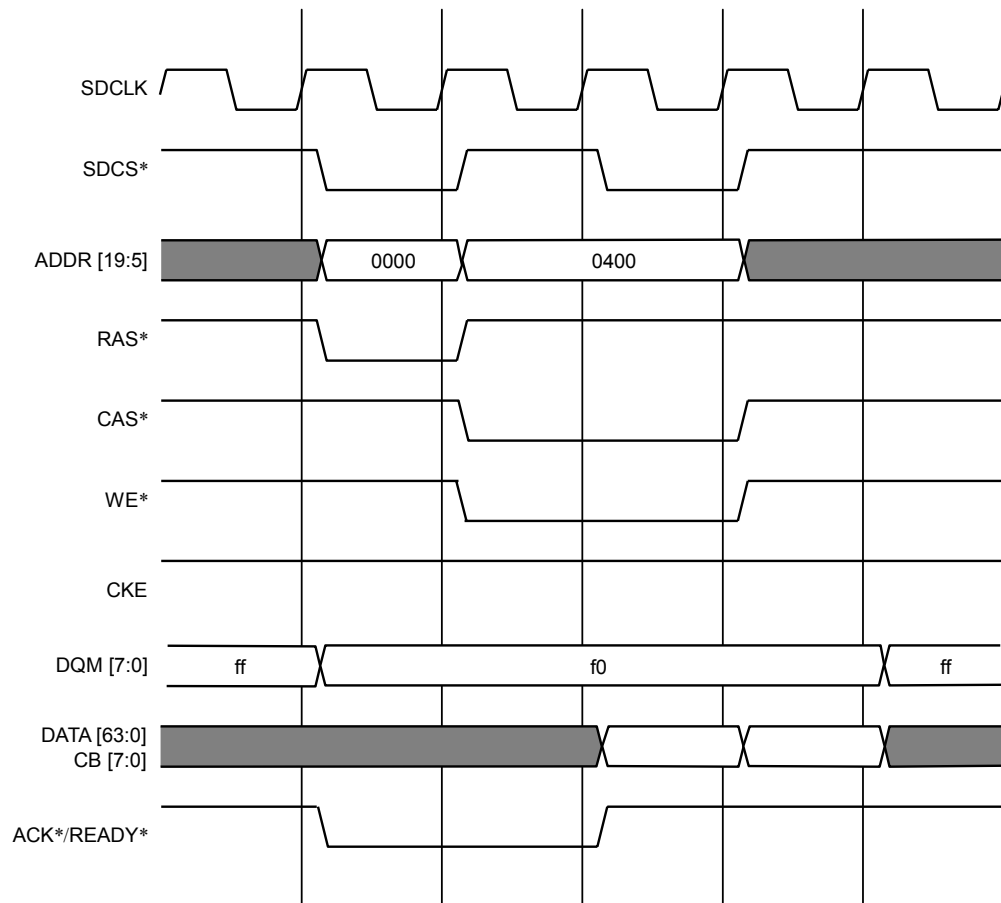 SDCLK
SDCS*
ADDR [19:5]
0000
0400
RAS*
CAS*
WE*
CKE
DQM [7:0]
ff
f0
ff
DATA [63:0]
CB [7:0]
ACK*/READY*